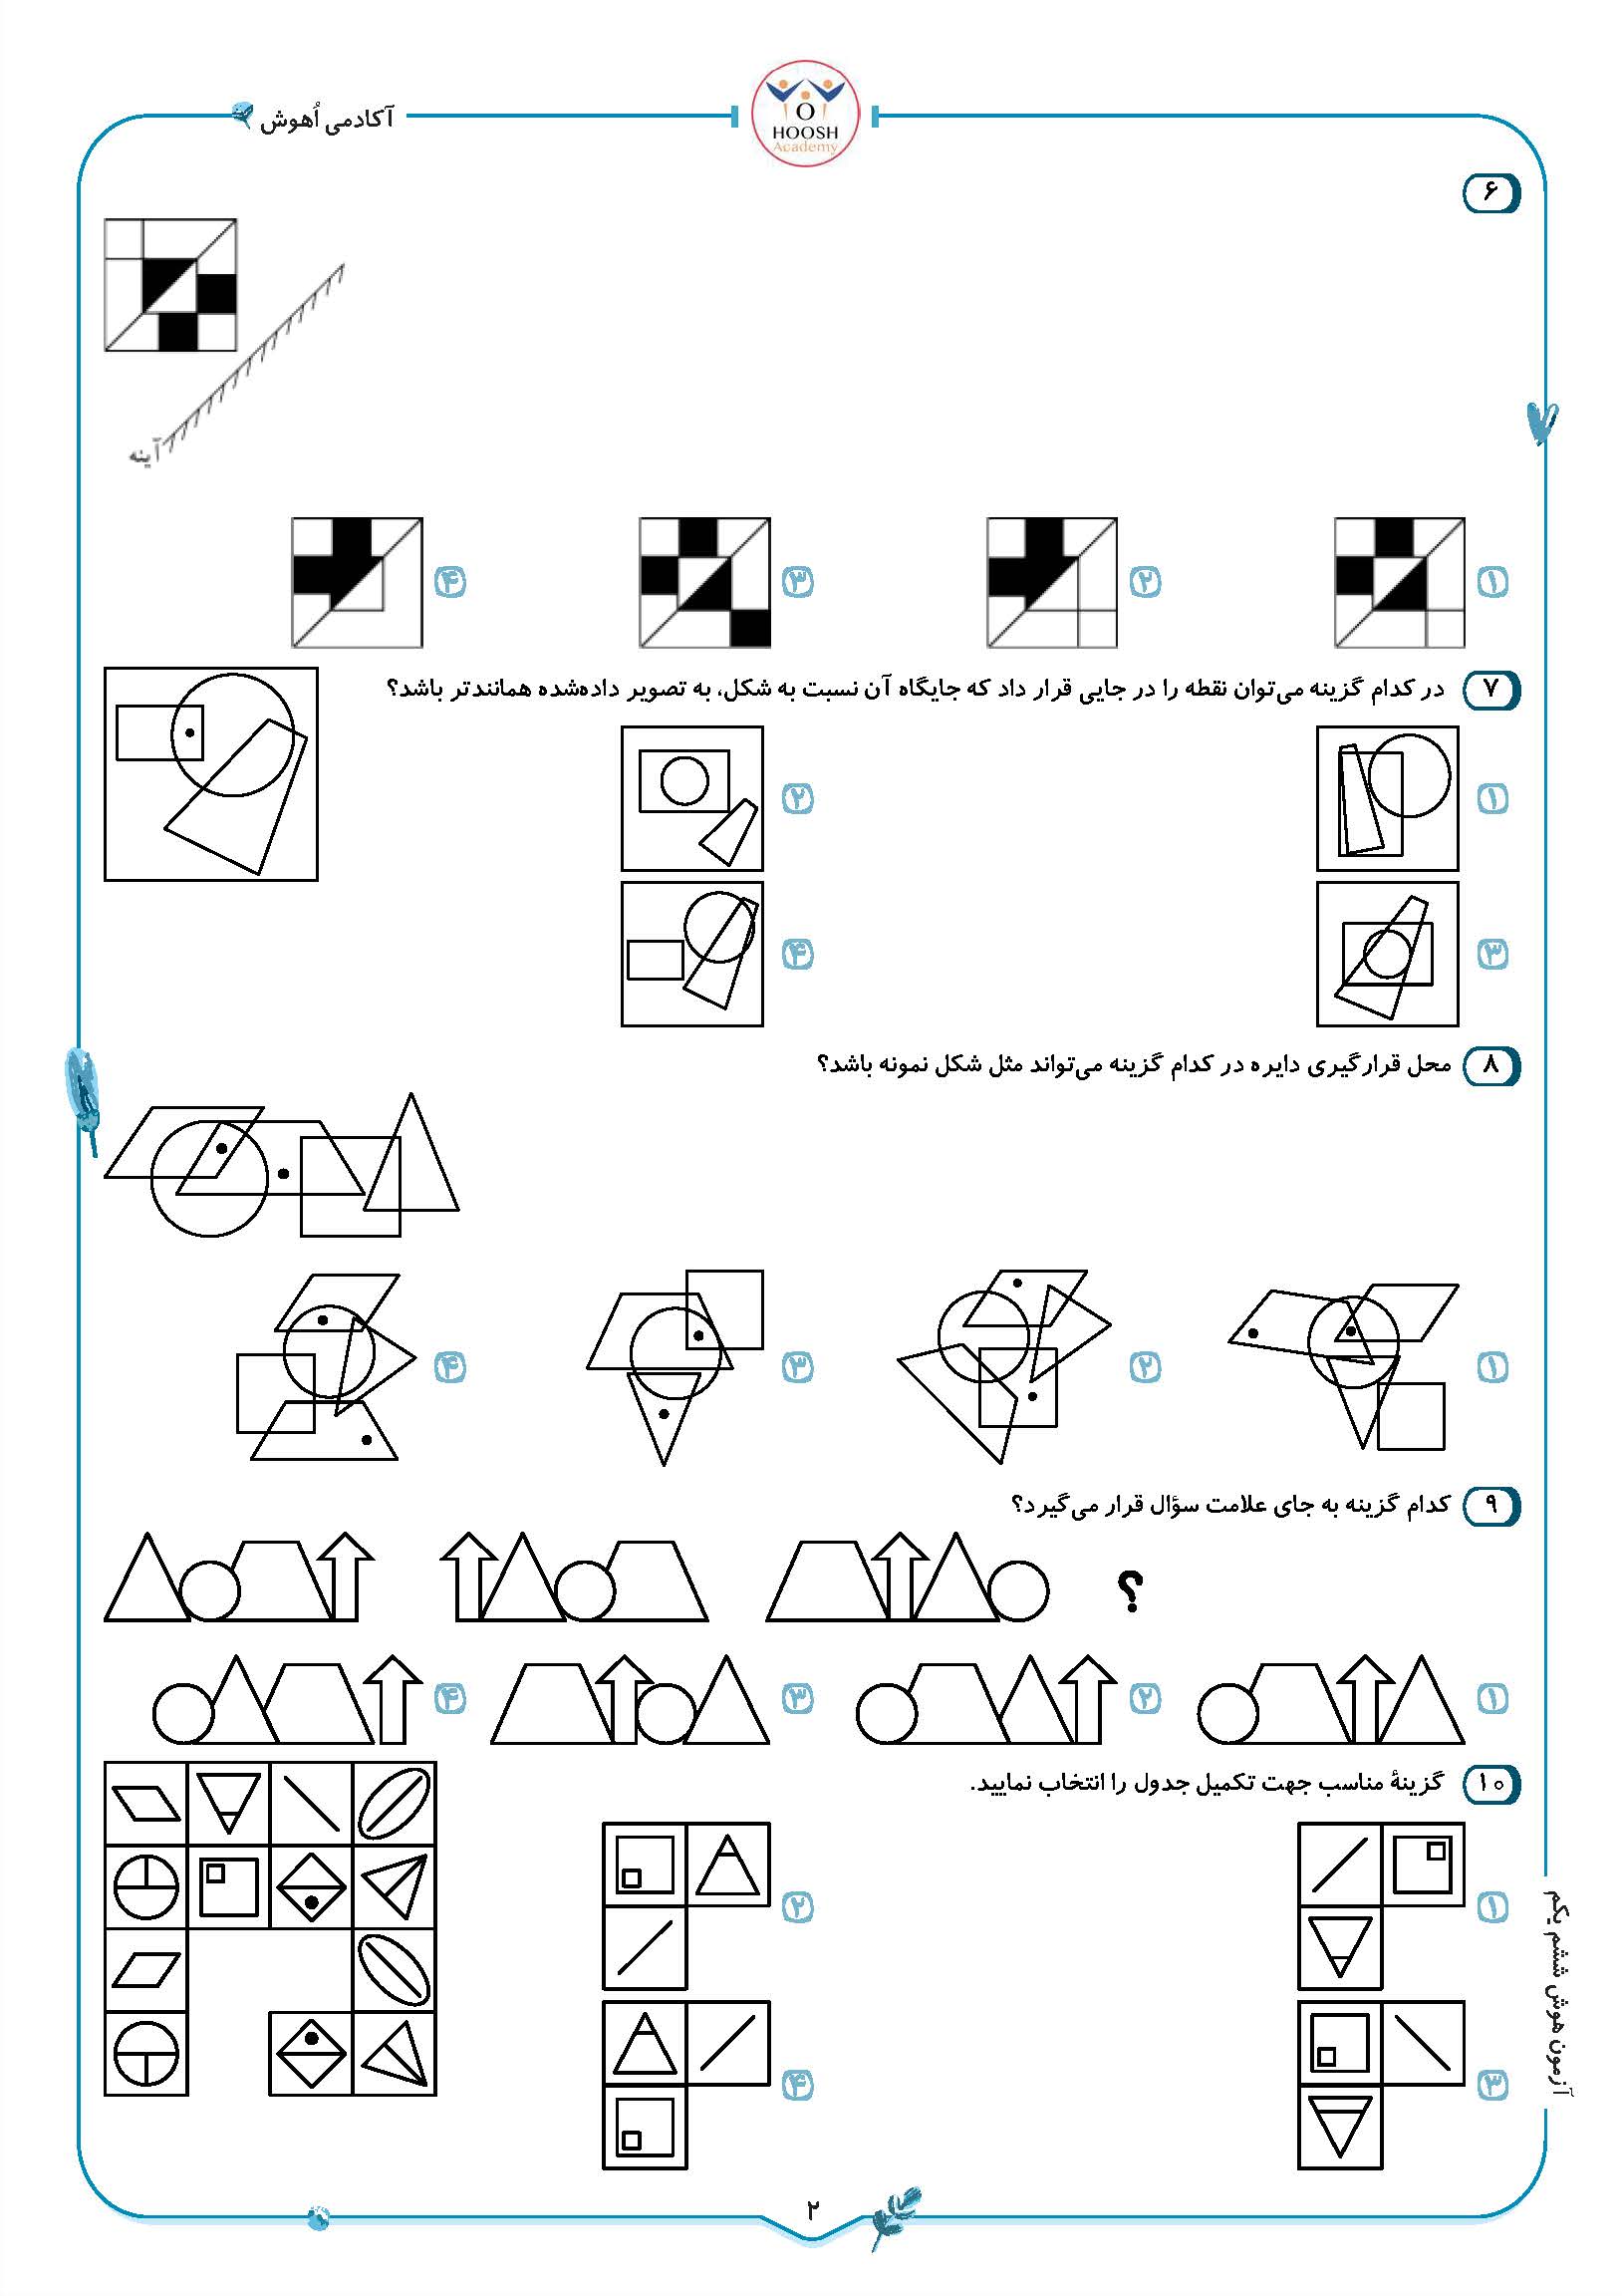 آکادمی اُهوش
O
HOOSH
Academy
۶
آینه
۱
۲
۳
۴
۷ در کدام گزینه می‌توان نقطه را در جایی قرار داد که جایگاه آن نسبت به شکل، به تصویر داده‌شده همانندتر باشد؟
۱
۲
۳
۴
۸ محل قرارگیری دایره در کدام گزینه می‌تواند مثل شکل نمونه باشد؟
۱
۲
۳
۴
۹ کدام گزینه به جای علامت سؤال قرار می‌گیرد؟
؟
۱
۲
۳
۴
۱۰ گزینهٔ مناسب جهت تکمیل جدول را انتخاب نمایید.
۱
۲
۳
۴
آزمون هوش ششم یکم
۲